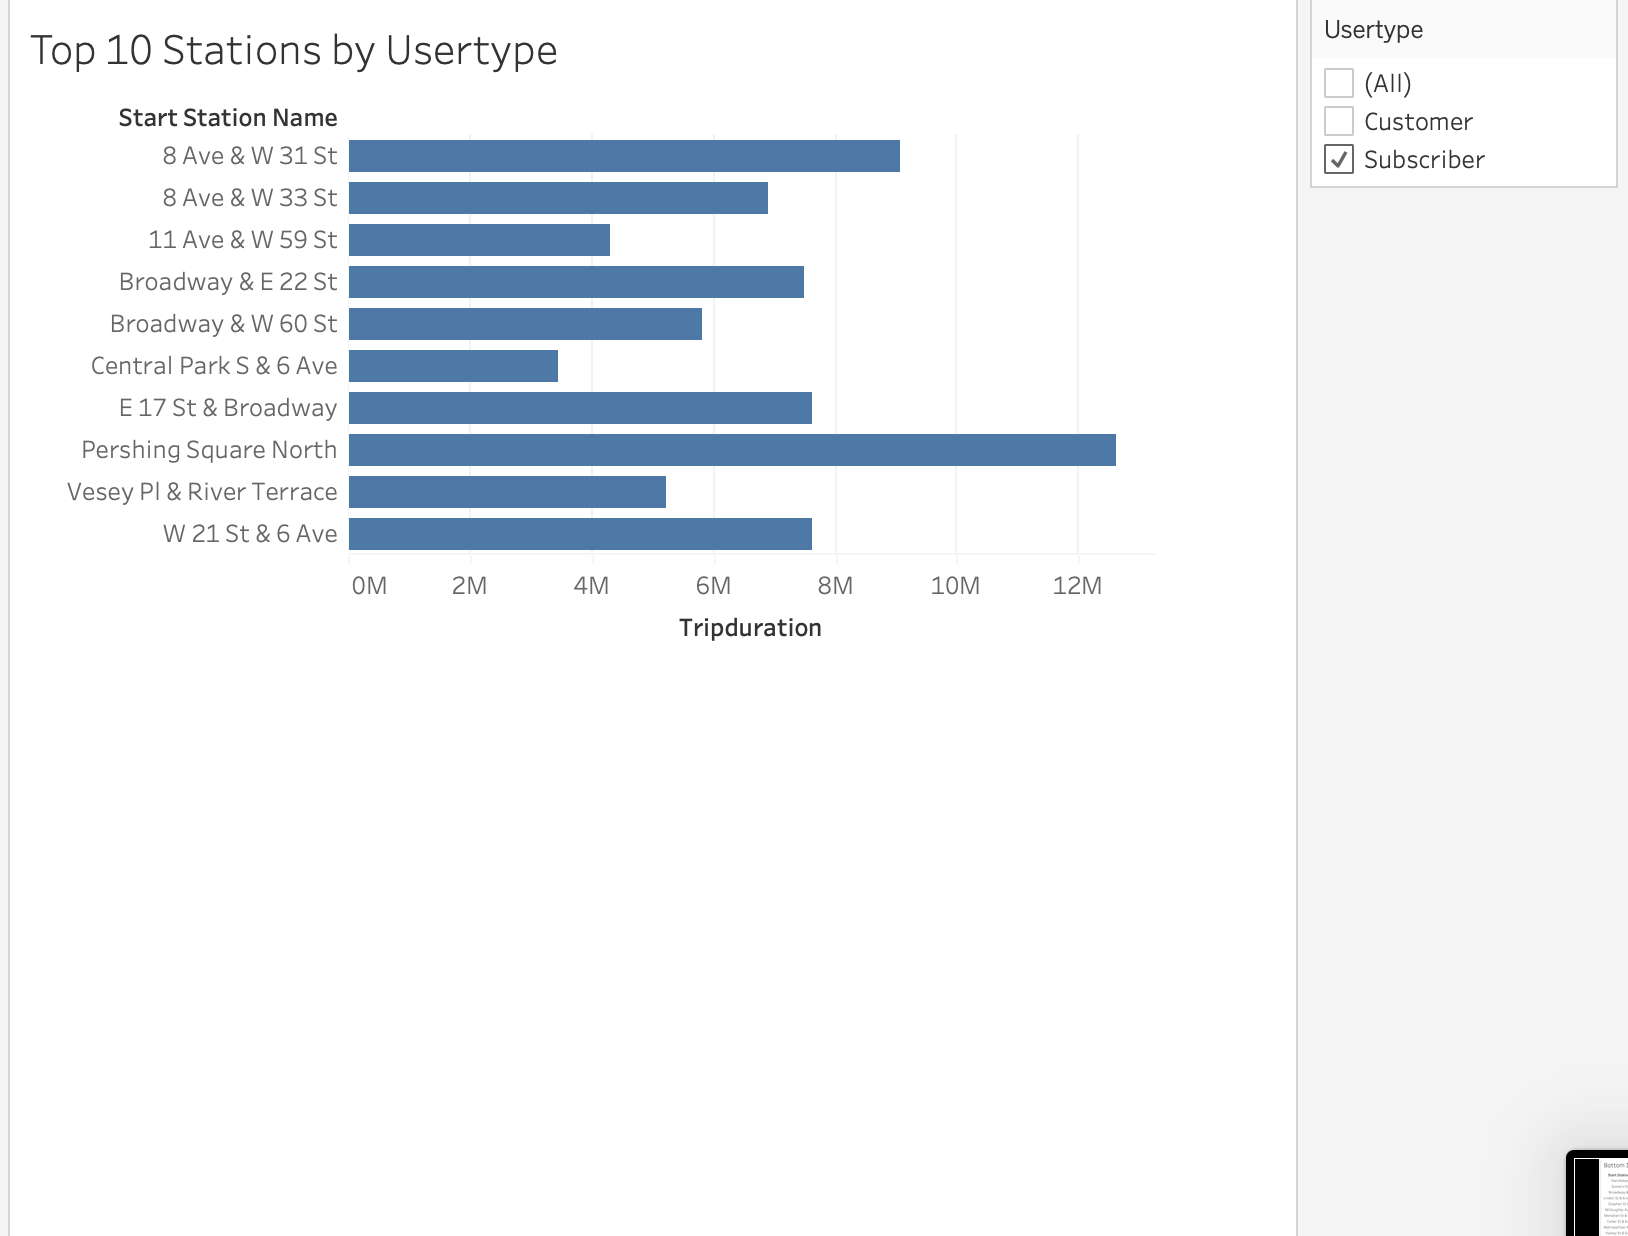 Top 10 Stations by Usertype
Start Station Name
8 Ave & W 31 St
8 Ave & W 33 St
11 Ave & W 59 St
Broadway & E 22 St
Broadway & W 60 St
Central Park S & 6 Ave
E 17 St & Broadway
Pershing Square North
Vesey Pl & River Terrace
W 21 St & 6 Ave
0M 2M 4M 6M 8M 10M 12M
Tripduration
Usertype
(All)
Customer
Subscriber